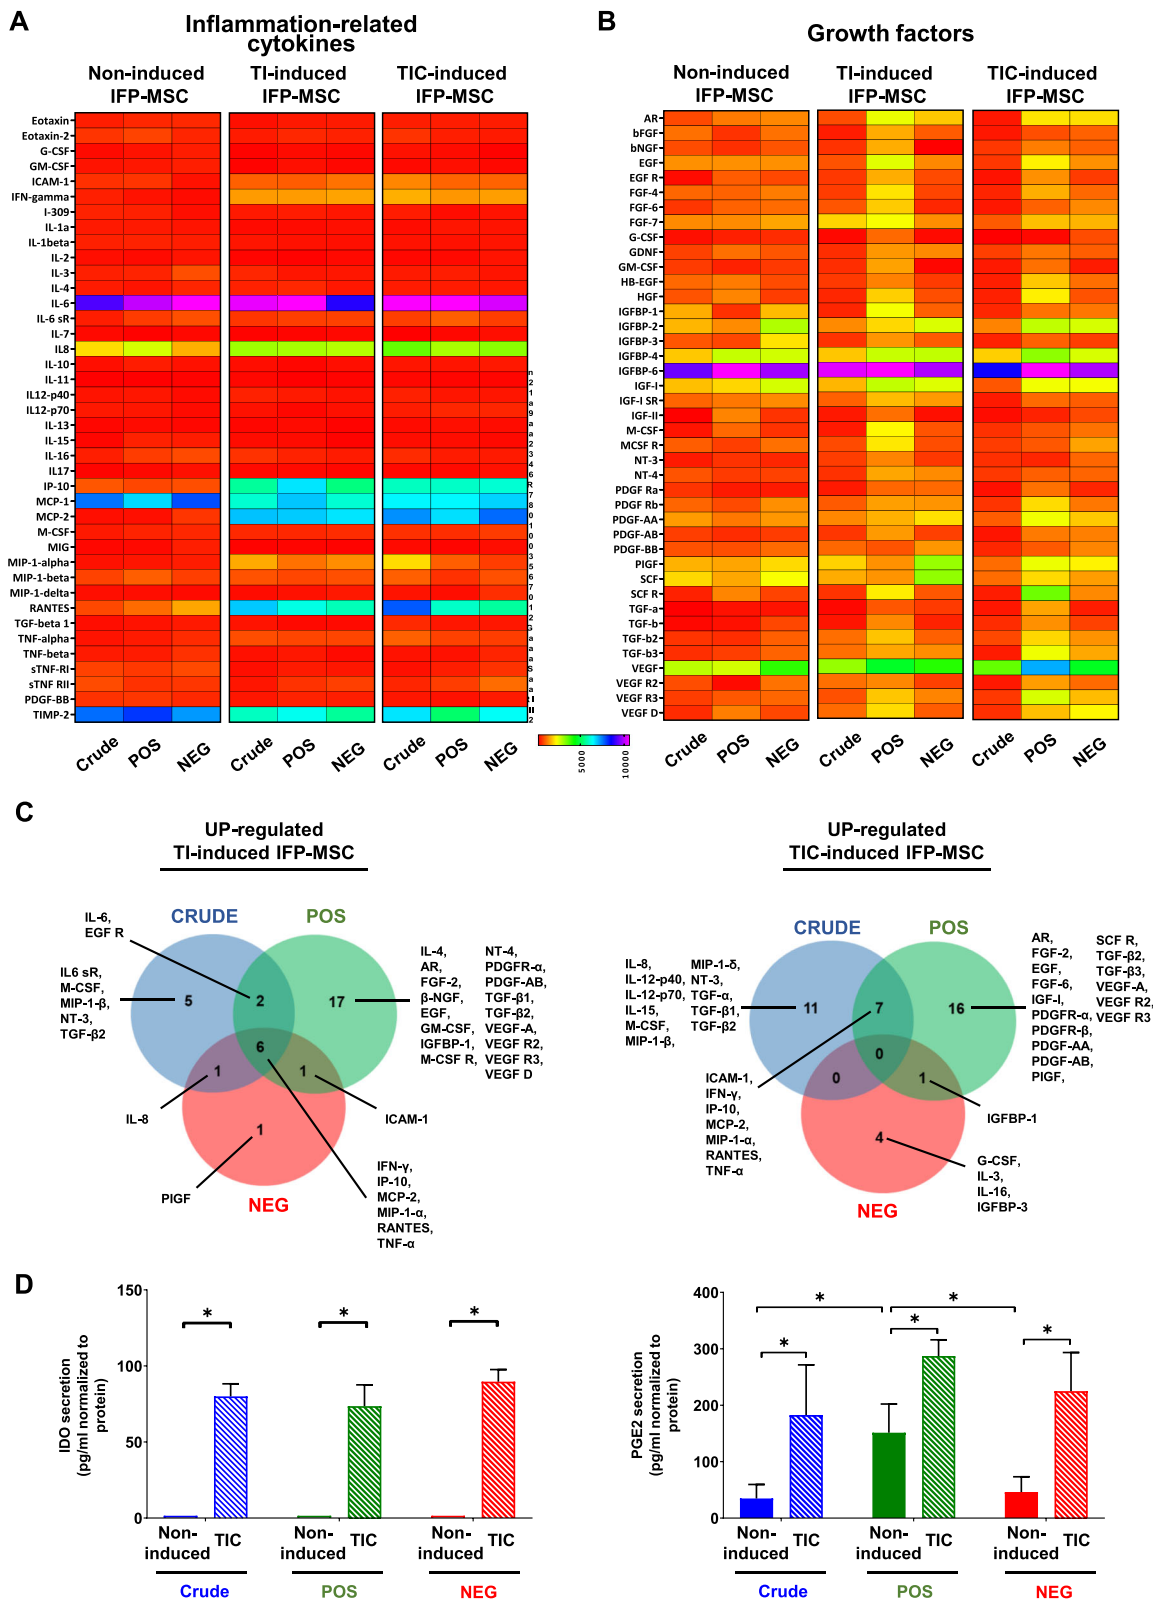 A
Inflammation-related
cytokines
Non-induced
IFP-MSC
TI-induced
IFP-MSC
TIC-induced
IFP-MSC
Eotaxin
Eotaxin-2
G-CSF
GM-CSF
ICAM-1
IFN-gamma
I-309
IL-1a
IL-1beta
IL-2
IL-3
IL-4
IL-6
IL-6 sR
IL-7
IL8
IL-10
IL-11
IL12-p40
IL12-p70
IL-13
IL-15
IL-16
IL17
IP-10
MCP-1
MCP-2
M-CSF
MIG
MIP-1-alpha
MIP-1-beta
MIP-1-delta
RANTES
TGF-beta 1
TNF-alpha
TNF-beta
sTNF-RI
sTNF RII
PDGF-BB
TIMP-2
Crude
POS
NEG
Crude
POS
NEG
Crude
POS
NEG
5000
10000
B
Growth factors
Non-induced
IFP-MSC
TI-induced
IFP-MSC
TIC-induced
IFP-MSC
AR
bFGF
bNGF
EGF
EGF R
FGF-4
FGF-6
FGF-7
G-CSF
GDNF
GM-CSF
HB-EGF
HGF
IGFBP-1
IGFBP-2
IGFBP-3
IGFBP-4
IGFBP-6
IGF-I
IGF-I SR
IGF-II
M-CSF
MCSF R
NT-3
NT-4
PDGF Ra
PDGF Rb
PDGF-AA
PDGF-AB
PDGF-BB
PIGF
SCF
SCF R
TGF-a
TGF-b
TGF-b2
TGF-b3
VEGF
VEGF R2
VEGF R3
VEGF D
Crude
POS
NEG
Crude
POS
NEG
Crude
POS
NEG
C
UP-regulated
TI-induced IFP-MSC
CRUDE
POS
NEG
IL-6,
EGF R
IL6 sR,
M-CSF,
MIP-1-β,
NT-3,
TGF-β2
5
2
17
6
1
1
1
IL-4,
AR,
FGF-2,
β-NGF,
EGF,
GM-CSF,
IGFBP-1,
M-CSF R,
NT-4,
PDGFR-α,
PDGF-AB,
TGF-β1,
TGF-β2,
VEGF-A,
VEGF R2,
VEGF R3,
VEGF D
IL-8
ICAM-1
PIGF
IFN-γ,
IP-10,
MCP-2,
MIP-1-α,
RANTES,
TNF-α
UP-regulated
TIC-induced IFP-MSC
CRUDE
POS
NEG
IL-8,
IL-12-p40,
IL-12-p70,
IL-15,
M-CSF,
MIP-1-β,
MIP-1-δ,
NT-3,
TGF-α,
TGF-β1,
TGF-β2
11
7
16
0
0
1
4
AR,
FGF-2,
EGF,
FGF-6,
IGF-I,
PDGFR-α,
PDGFR-β,
PDGF-AA,
PDGF-AB,
PIGF,
SCF R,
TGF-β2,
TGF-β3,
VEGF-A,
VEGF R2,
VEGF R3
ICAM-1,
IFN-γ,
IP-10,
MCP-2,
MIP-1-α,
RANTES,
TNF-α
IGFBP-1
G-CSF,
IL-3,
IL-16,
IGFBP-3
D
IDO secretion
(pg/ml normalized to
protein)
150
100
50
0
*
*
*
Non-
induced
TIC
Non-
induced
TIC
Non-
induced
TIC
Crude
POS
NEG
PGE2 secretion
(pg/ml normalized to
protein)
400
300
200
100
0
*
*
*
*
*
Non-
induced
TIC
Non-
induced
TIC
Non-
induced
TIC
Crude
POS
NEG